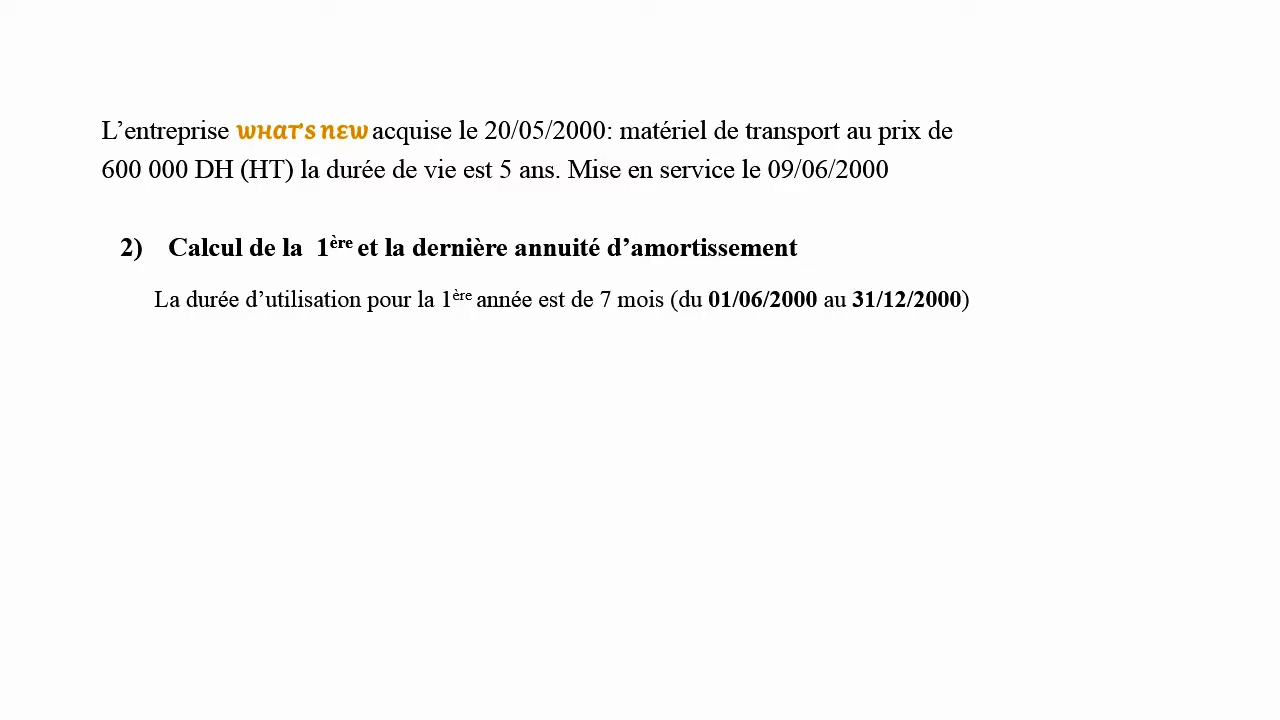 L’entreprise WHAT'S NEW acquise le 20/05/2000: matériel de transport au prix de
600 000 DH (HT) la durée de vie est 5 ans. Mise en service le 09/06/2000
2) Calcul de la 1ère et la dernière annuité d’amortissement
La durée d’utilisation pour la 1ère année est de 7 mois (du 01/06/2000 au 31/12/2000)